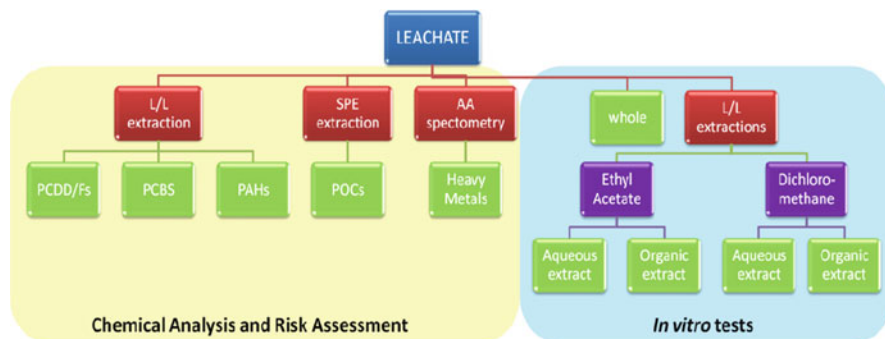 LEACHATE
L/L
extraction
SPE
extraction
AA
spectometry
whole
L/L
extractions
PCDD/Fs
PCBS
PAHs
POCs
Heavy
Metals
Ethyl
Acetate
Dichloro-
methane
Aqueous
extract
Organic
extract
Aqueous
extract
Organic
extract
Chemical Analysis and Risk Assessment
In vitro tests